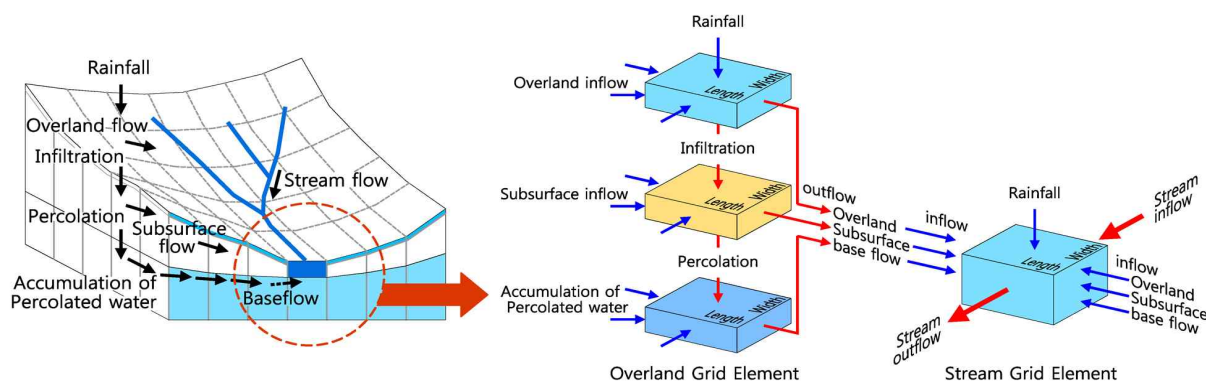 Rainfall
Overland flow
Infiltration
Stream flow
Percolation
Subsurface
flow
Accumulation of
Percolated water
Baseflow
Rainfall
Overland inflow
Length
Width
Infiltration
Subsurface inflow
Length
Width
Percolation
Accumulation of
Percolated water
Length
Width
Overland Grid Element
outflow
Overland
Subsurface
base flow
inflow
Rainfall
Stream
inflow
Length
Width
inflow
Overland
Subsurface
base flow
Stream
outflow
Stream Grid Element